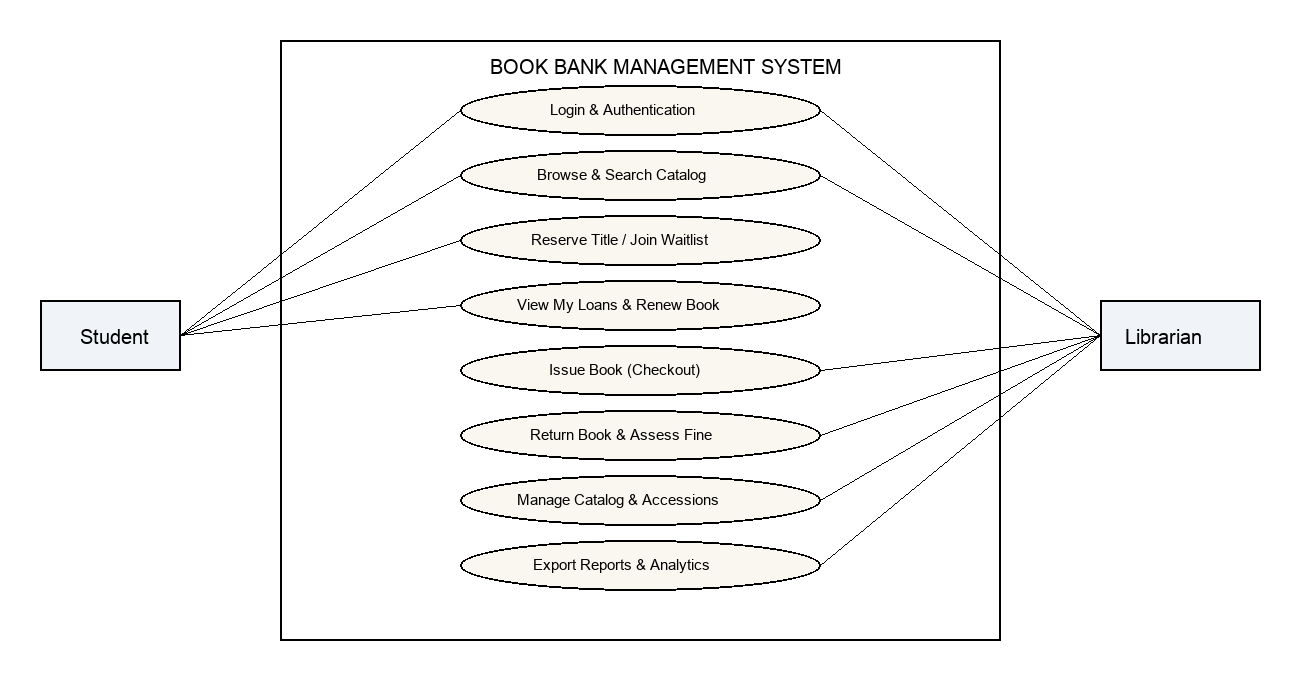 BOOK BANK MANAGEMENT SYSTEM
Login & Authentication
Browse & Search Catalog
Reserve Title / Join Waitlist
View My Loans & Renew Book
Student
Librarian
Issue Book (Checkout)
Return Book & Assess Fine
Manage Catalog & Accessions
Export Reports & Analytics